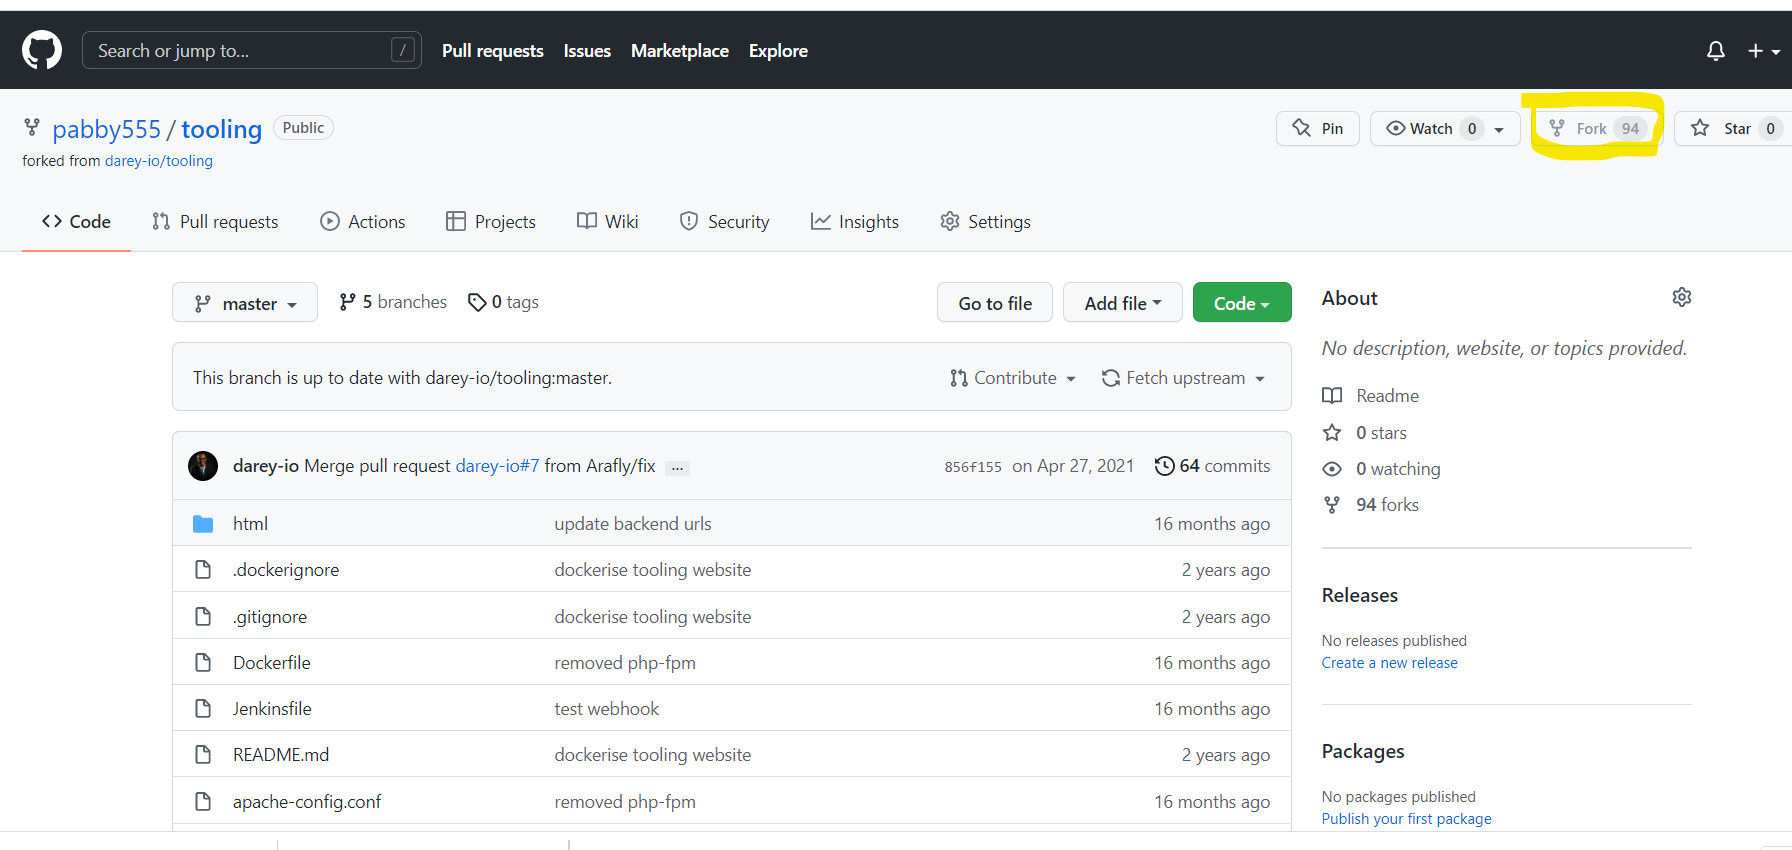 Search or jump to... /
Pull requests Issues Marketplace Explore
pabby555 / tooling Public
forked from darey-io/tooling
Pin Watch 0 Fork 94 Star 0
Code Pull requests Actions Projects Wiki Security Insights Settings
master 5 branches 0 tags Go to file Add file Code
This branch is up to date with darey-io/tooling:master. Contribute Fetch upstream
darey-io Merge pull request darey-io#7 from Arafly/fix ... 856f155 on Apr 27, 2021 64 commits
html update backend urls 16 months ago
.dockerignore dockerise tooling website 2 years ago
.gitignore dockerise tooling website 2 years ago
Dockerfile removed php-fpm 16 months ago
Jenkinsfile test webhook 16 months ago
README.md dockerise tooling website 2 years ago
apache-config.conf removed php-fpm 16 months ago
About
No description, website, or topics provided.
Readme
0 stars
0 watching
94 forks
Releases
No releases published
Create a new release
Packages
No packages published
Publish your first package